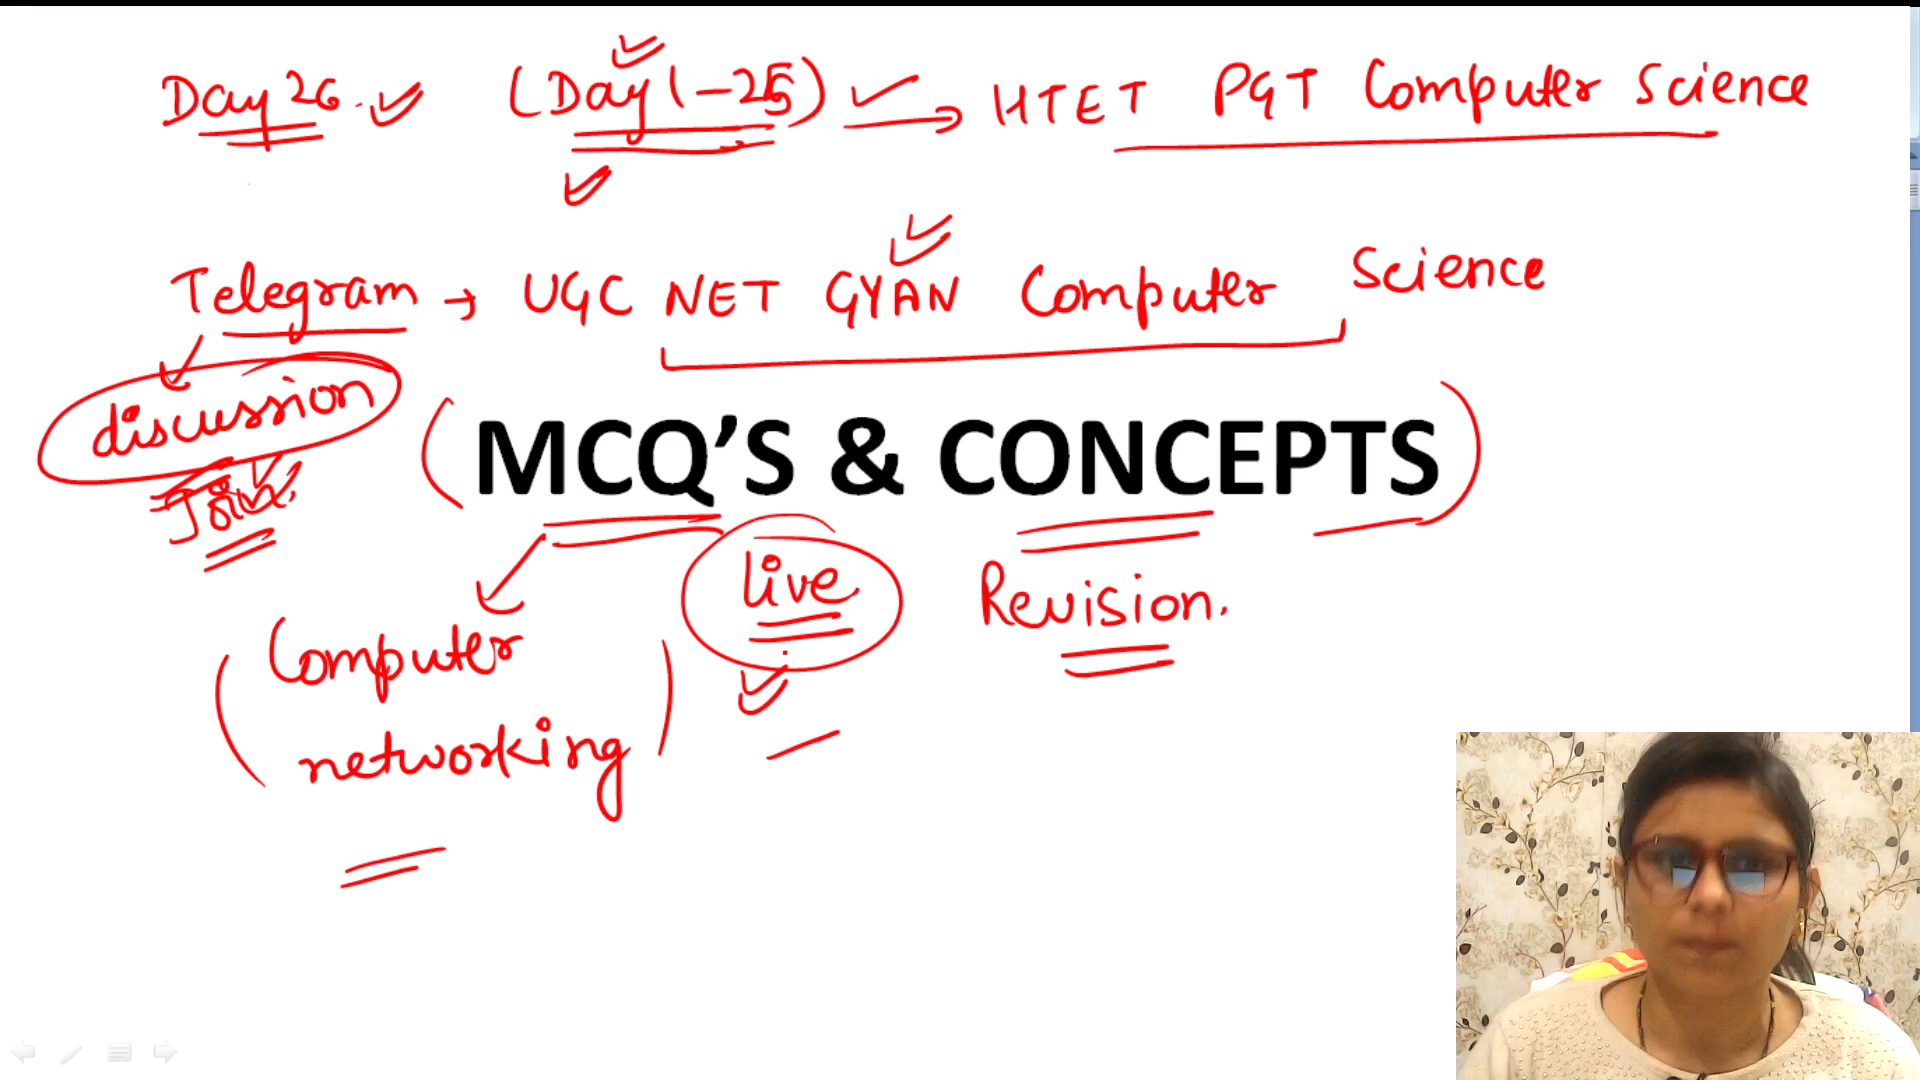 Day 26. (Day 1-25) → HTET PGT Computer Science
Telegram → UGC NET GYAN Computer Science
discussion
Join.
(MCQ'S & CONCEPTS)
live Revision.
(Computer
networking)